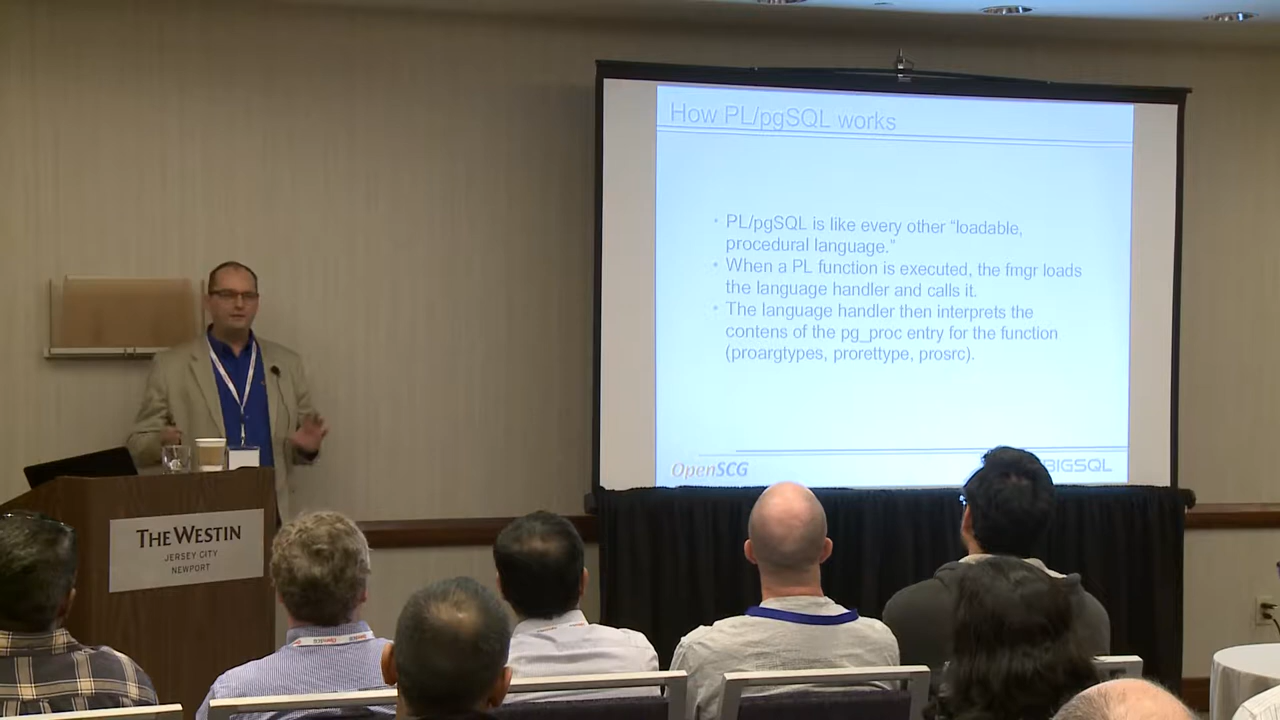 How PL/pgSQL works
• PL/pgSQL is like every other “loadable,
procedural language.”
• When a PL function is executed, the fmgr loads
the language handler and calls it.
• The language handler then interprets the
contens of the pg_proc entry for the function
(proargtypes, prorettype, prosrc).
OpenSCG
BIGSQL
THE WESTIN
JERSEY CITY
NEWPORT